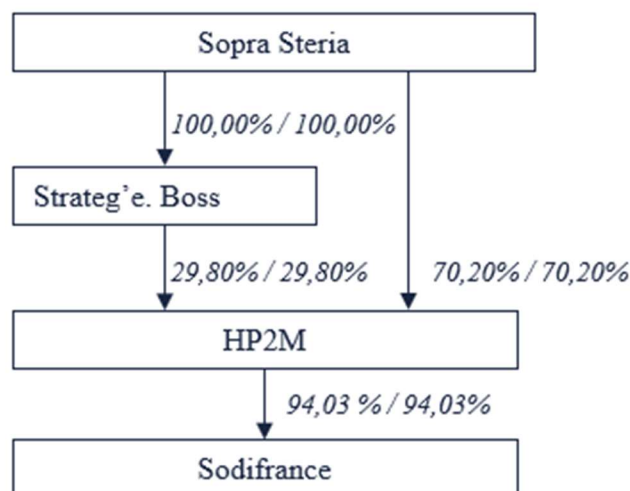 Sopra Steria
100,00% / 100,00%
Strateg’e. Boss
29,80% / 29,80%
70,20% / 70,20%
HP2M
94,03 % / 94,03%
Sodifrance